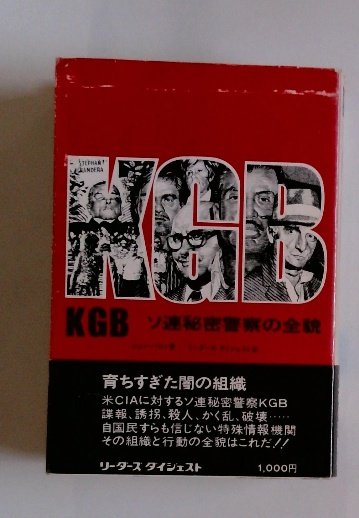 STEPHAN
BANDERA
KGB
KGB ソ連秘密警察の全貌
育ちすぎた闇の組織
米CIAに対するソ連秘密警察KGB
諜報、誘拐、殺人、かく乱、破壊‥‥‥
自国民すらも信じない特殊情報機関
その組織と行動の全貌はこれだ!!
リーダーズ ダイジェスト 1,000円